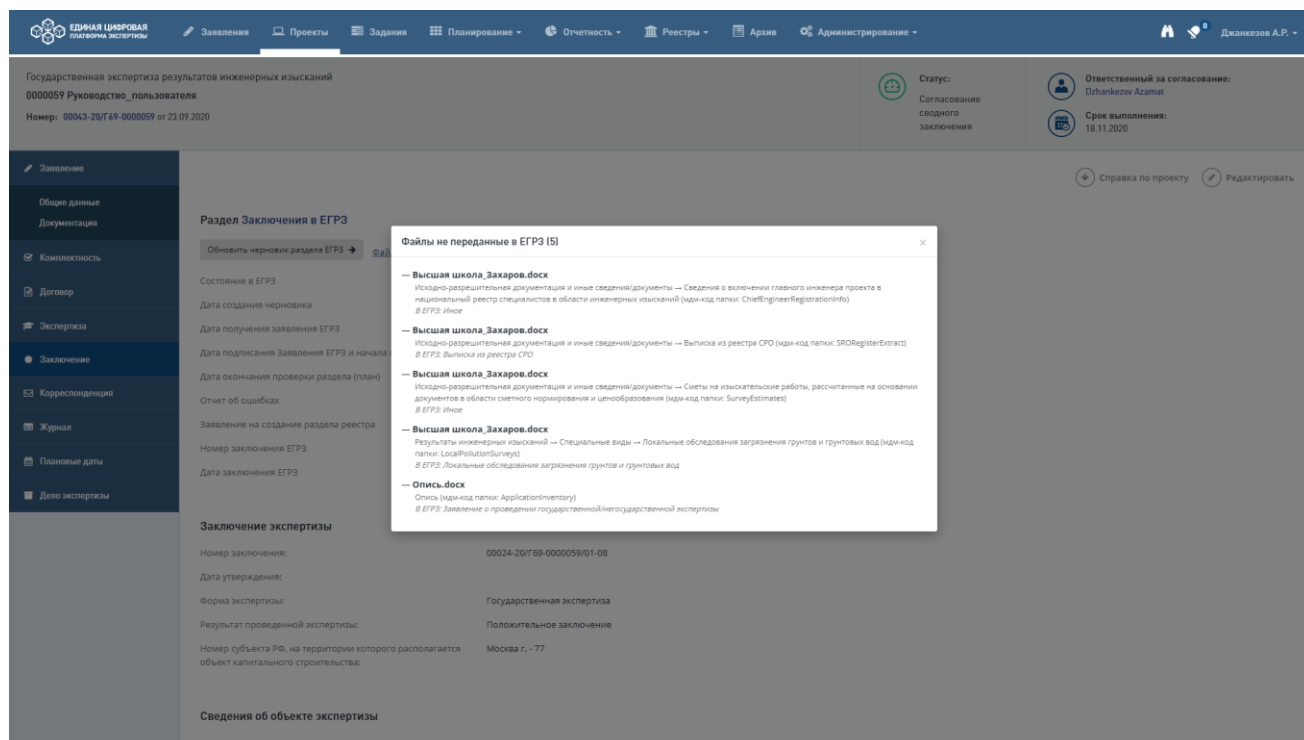 ЕДИНАЯ ЦИФРОВАЯ
ПЛАТФОРМА ЭКСПЕРТИЗЫ
Заявления Проекты Задания Планирование Отчетность Реестры Архив Администрирование 0 Джанкезов А.Р.
Государственная экспертиза результатов инженерных изысканий
0000059 Руководство_пользователя
Номер: 00043-20/Г69-0000059 от 23.09.2020
Статус:
Согласование
сводного
заключения
Ответственный за согласование:
Dzhankezov Azamat
Срок выполнения:
18.11.2020
Заявление
Общие данные
Документация
Комплектность
Договор
Экспертиза
Заключение
Корреспонденция
Журнал
Плановые даты
Дело экспертизы
Справка по проекту Редактировать
Раздел Заключения в ЕГРЗ
Обновить черновик раздела ЕГРЗ → Фай
Состояние в ЕГРЗ
Дата создания черновика
Дата получения заявления ЕГРЗ
Дата подписания Заявления ЕГРЗ и начала
Дата окончания проверки раздела (план)
Отчет об ошибках
Заявление на создание раздела реестра
Номер заключения ЕГРЗ
Дата заключения ЕГРЗ
Файлы не переданные в ЕГРЗ (5) ×
— Высшая школа_Захаров.docx
Исходно-разрешительная документация и иные сведения/документы → Сведения о включении главного инженера проекта в
национальный реестр специалистов в области инженерных изысканий (мдм-код папки: ChiefEngineerRegistrationInfo)
В ЕГРЗ: Иное
— Высшая школа_Захаров.docx
Исходно-разрешительная документация и иные сведения/документы → Выписка из реестра СРО (мдм-код папки: SRORegisterExtract)
В ЕГРЗ: Выписка из реестра СРО
— Высшая школа_Захаров.docx
Исходно-разрешительная документация и иные сведения/документы → Сметы на изыскательские работы, рассчитанные на основании
документов в области сметного нормирования и ценообразования (мдм-код папки: SurveyEstimates)
В ЕГРЗ: Иное
— Высшая школа_Захаров.docx
Результаты инженерных изысканий → Специальные виды → Локальные обследования загрязнения грунтов и грунтовых вод (мдм-код
папки: LocalPollutionSurveys)
В ЕГРЗ: Локальные обследования загрязнения грунтов и грунтовых вод
— Опись.docx
Опись (мдм-код папки: ApplicationInventory)
В ЕГРЗ: Заявление о проведении государственной/негосударственной экспертизы
Заключение экспертизы
Номер заключения: 00024-20/Г69-0000059/01-08
Дата утверждения:
Форма экспертизы: Государственная экспертиза
Результат проведенной экспертизы: Положительное заключение
Номер субъекта РФ, на территории которого располагается Москва г. - 77
объект капитального строительства:
Сведения об объекте экспертизы